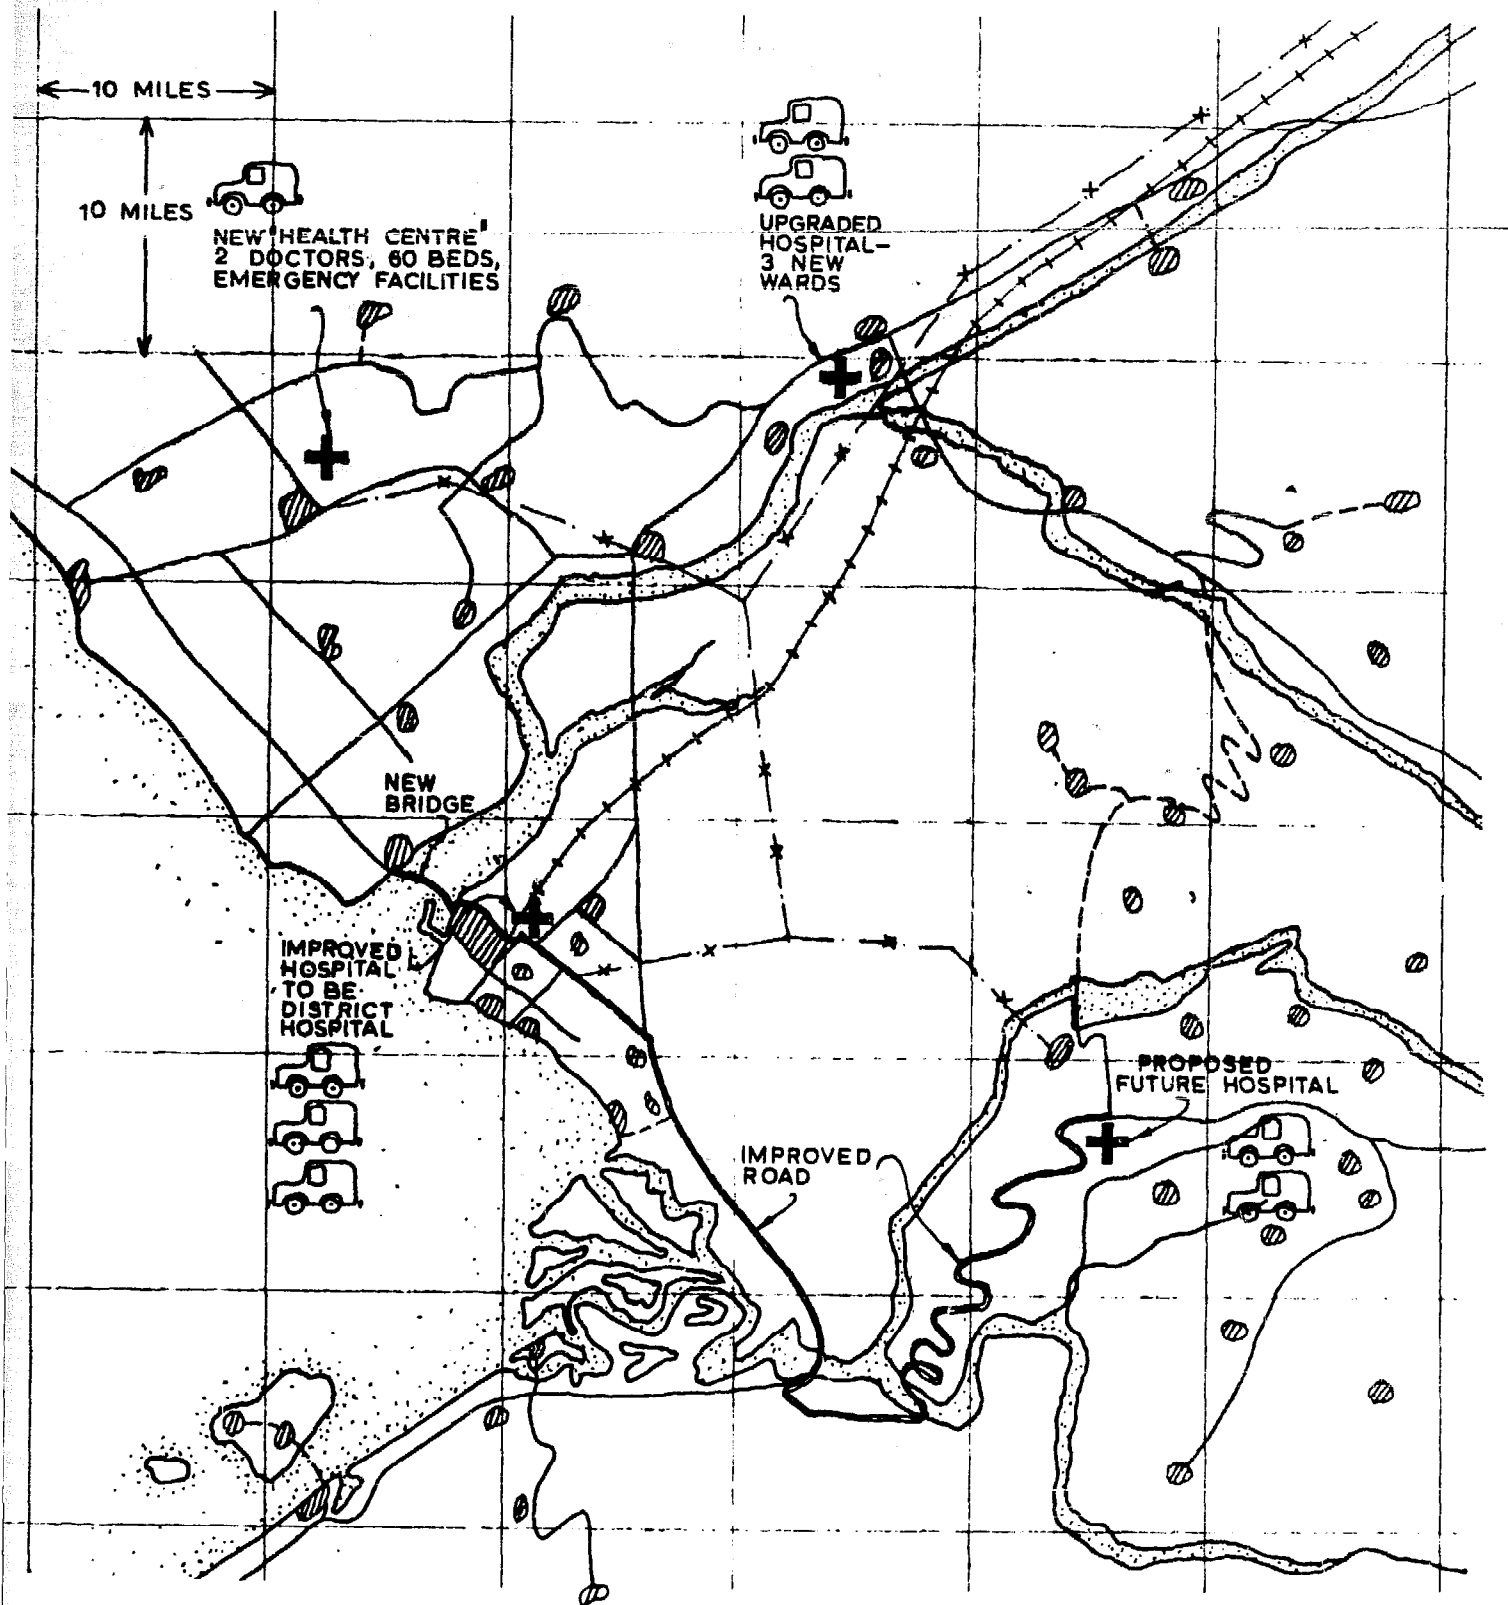 10 MILES
10 MILES
NEW "HEALTH CENTRE"
2 DOCTORS, 60 BEDS,
EMERGENCY FACILITIES
UPGRADED
HOSPITAL-
3 NEW
WARDS
NEW
BRIDGE
IMPROVED
HOSPITAL
TO BE
DISTRICT
HOSPITAL
PROPOSED
FUTURE HOSPITAL
IMPROVED
ROAD